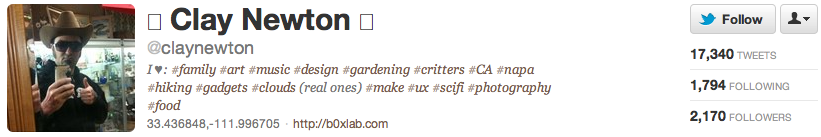 Clay Newton
@claynewton
I ♥: #family #art #music #design #gardening #critters #CA #napa
#hiking #gadgets #clouds (real ones) #make #ux #scifi #photography
#food
33.436848,-111.996705 · http://b0xlab.com
Follow
17,340 TWEETS
1,794 FOLLOWING
2,170 FOLLOWERS